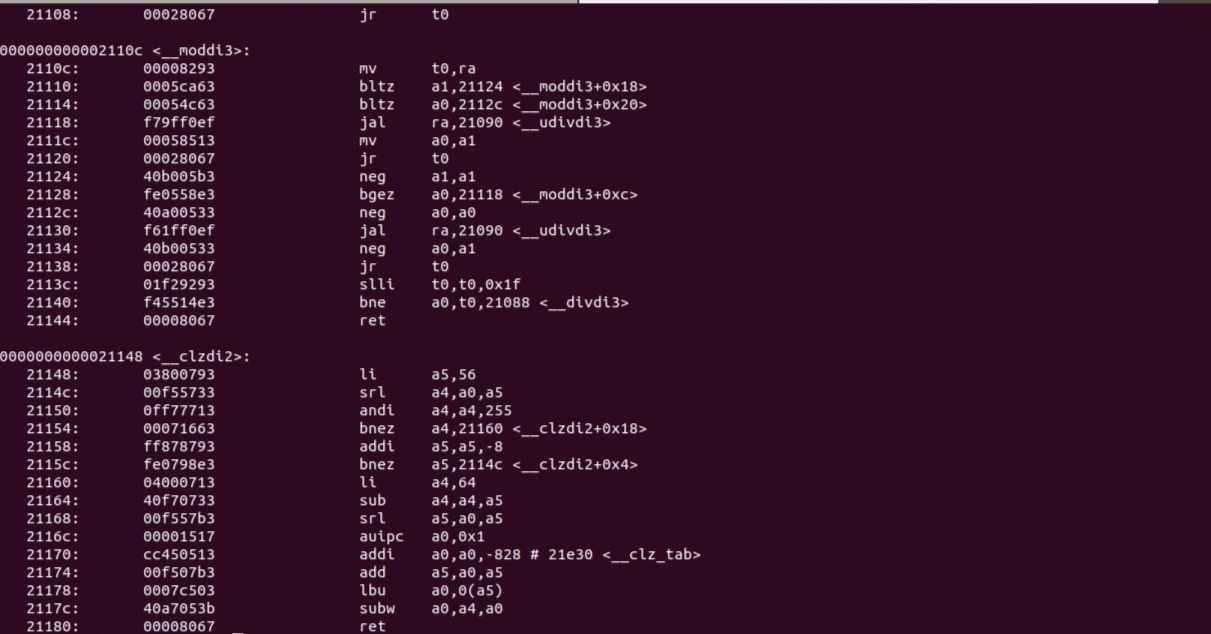 21108: 00028067 jr t0
000000000002110c <__moddi3>:
2110c: 00008293 mv t0,ra
21110: 0005ca63 bltz a1,21124 <__moddi3+0x18>
21114: 00054c63 bltz a0,2112c <__moddi3+0x20>
21118: f79ff0ef jal ra,21090 <__udivdi3>
2111c: 00058513 mv a0,a1
21120: 00028067 jr t0
21124: 40b005b3 neg a1,a1
21128: fe0558e3 bgez a0,21118 <__moddi3+0xc>
2112c: 40a00533 neg a0,a0
21130: f61ff0ef jal ra,21090 <__udivdi3>
21134: 40b00533 neg a0,a1
21138: 00028067 jr t0
2113c: 01f29293 slli t0,t0,0x1f
21140: f45514e3 bne a0,t0,21088 <__divdi3>
21144: 00008067 ret
0000000000021148 <__clzdi2>:
21148: 03800793 li a5,56
2114c: 00f55733 srl a4,a0,a5
21150: 0ff77713 andi a4,a4,255
21154: 00071663 bnez a4,21160 <__clzdi2+0x18>
21158: ff878793 addi a5,a5,-8
2115c: fe0798e3 bnez a5,2114c <__clzdi2+0x4>
21160: 04000713 li a4,64
21164: 40f70733 sub a4,a4,a5
21168: 00f557b3 srl a5,a0,a5
2116c: 00001517 auipc a0,0x1
21170: cc450513 addi a0,a0,-828 # 21e30 <__clz_tab>
21174: 00f507b3 add a5,a0,a5
21178: 0007c503 lbu a0,0(a5)
2117c: 40a7053b subw a0,a4,a0
21180: 00008067 ret